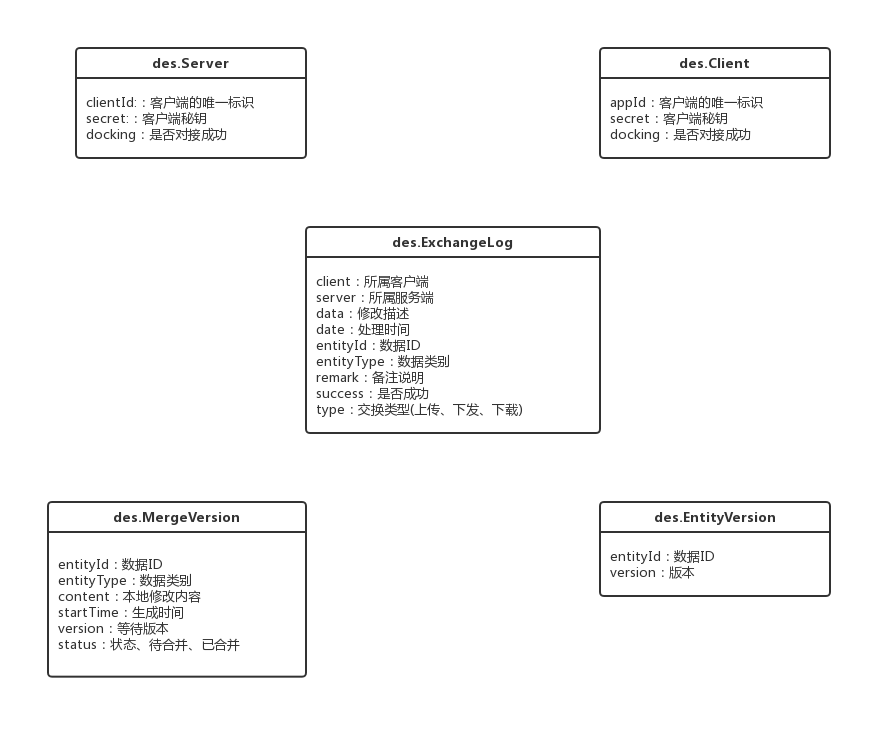 des.Server
clientId:：客户端的唯一标识
secret:：客户端秘钥
docking：是否对接成功
des.Client
appId：客户端的唯一标识
secret：客户端秘钥
docking：是否对接成功
des.ExchangeLog
client：所属客户端
server：所属服务端
data：修改描述
date：处理时间
entityId：数据ID
entityType：数据类别
remark：备注说明
success：是否成功
type：交换类型(上传、下发、下载)
des.MergeVersion
entityId：数据ID
entityType：数据类别
content：本地修改内容
startTime：生成时间
version：等待版本
status：状态、待合并、已合并
des.EntityVersion
entityId：数据ID
version：版本